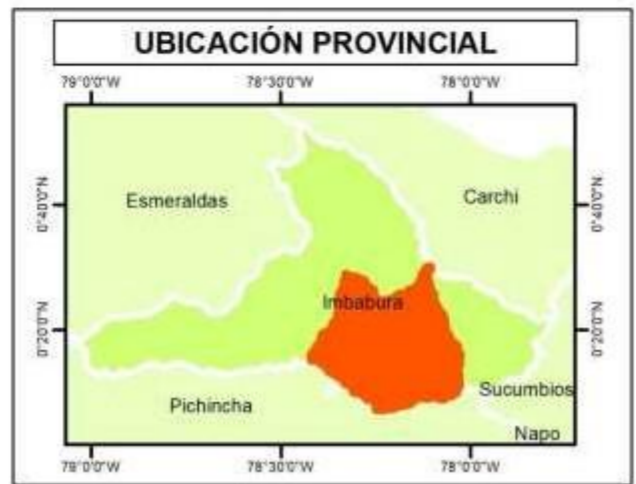 UBICACIÓN PROVINCIAL
79°0'0"W 78°30'0"W 78°0'0"W
Esmeraldas
Carchi
0°40'0"N 0°40'0"N
Imbabura
0°20'0"N 0°20'0"N
Sucumbios
Pichincha
Napo
79°0'0"W 78°30'0"W 78°0'0"W